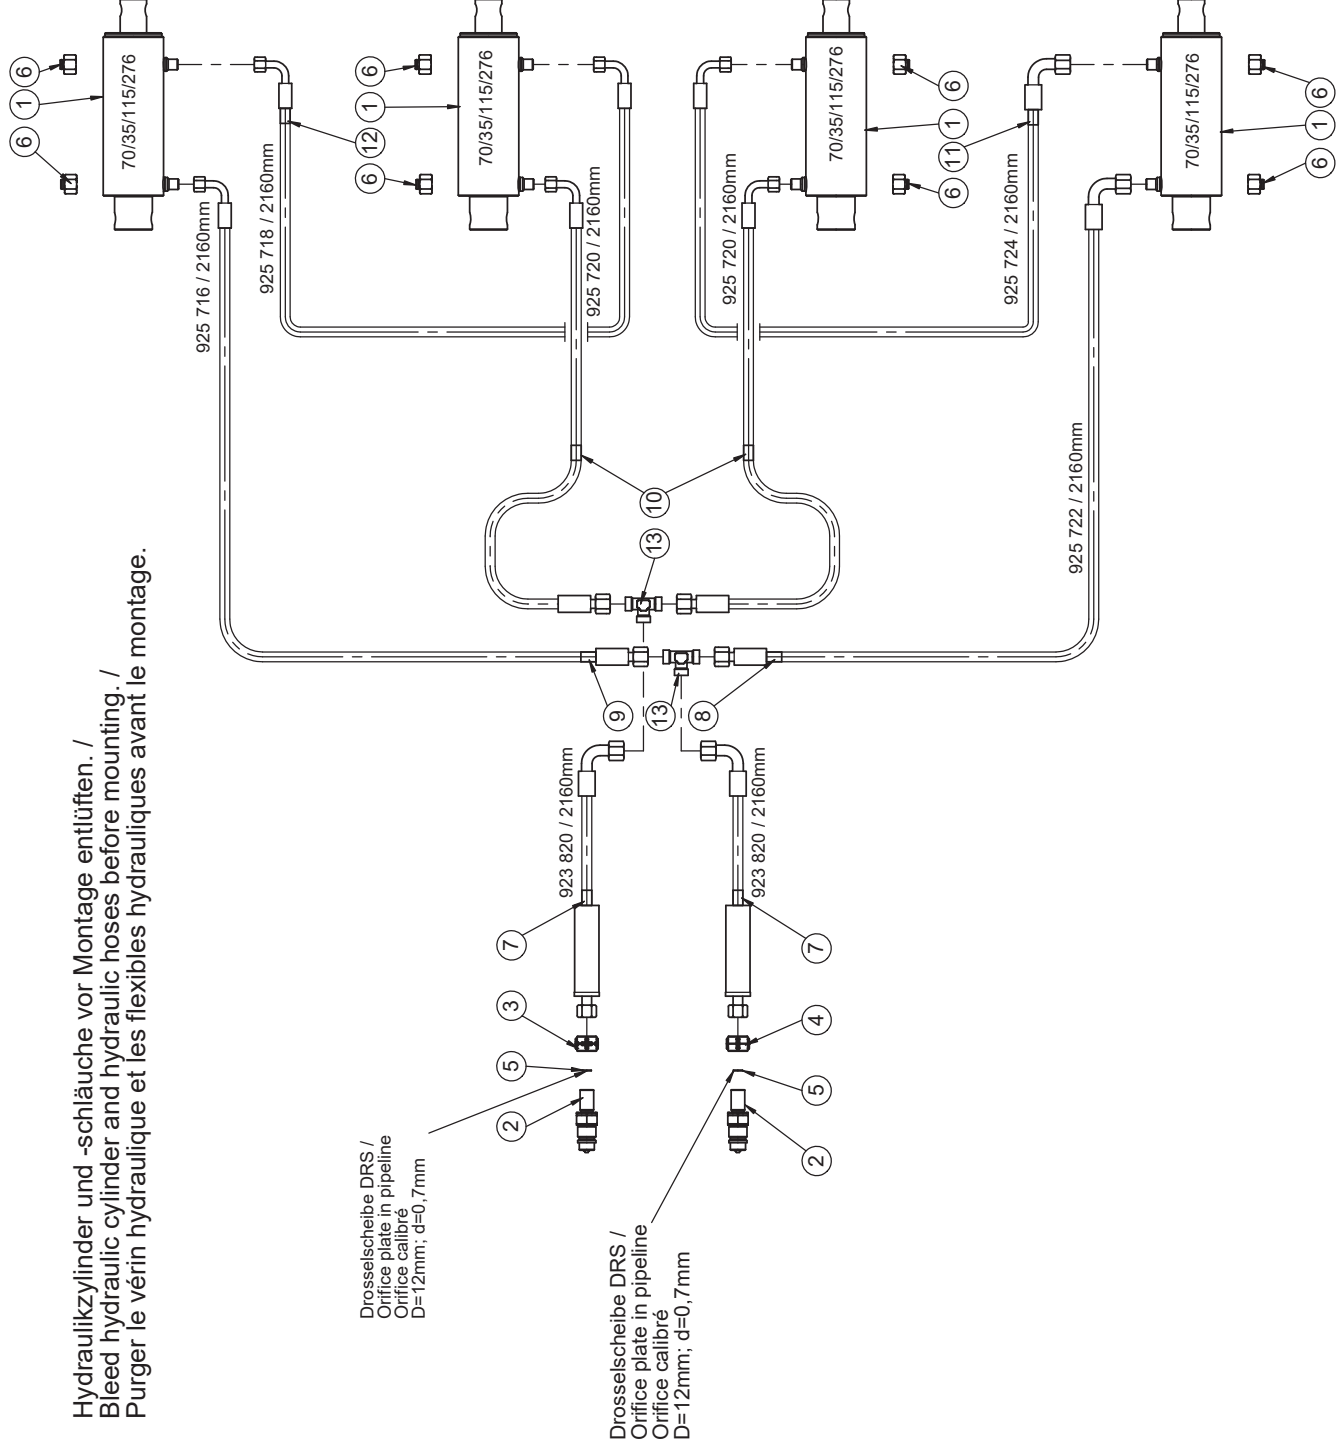 Hydraulikzylinder und -schläuche vor Montage entlüften. /
Bleed hydraulic cylinder and hydraulic hoses before mounting. /
Purger le vérin hydraulique et les flexibles hydrauliques avant le montage.
Drosselscheibe DRS /
Orifice plate in pipeline
Orifice calibré
D=12mm; d=0,7mm
Drosselscheibe DRS /
Orifice plate in pipeline
Orifice calibré
D=12mm; d=0,7mm
2
5
3
7
923 820 / 2160mm
2
5
4
7
923 820 / 2160mm
9
13
8
13
10
925 716 / 2160mm
925 718 / 2160mm
925 720 / 2160mm
925 720 / 2160mm
925 724 / 2160mm
925 722 / 2160mm
12
11
6
1
6
70/35/115/276
6
1
6
70/35/115/276
6
1
6
70/35/115/276
6
1
6
70/35/115/276